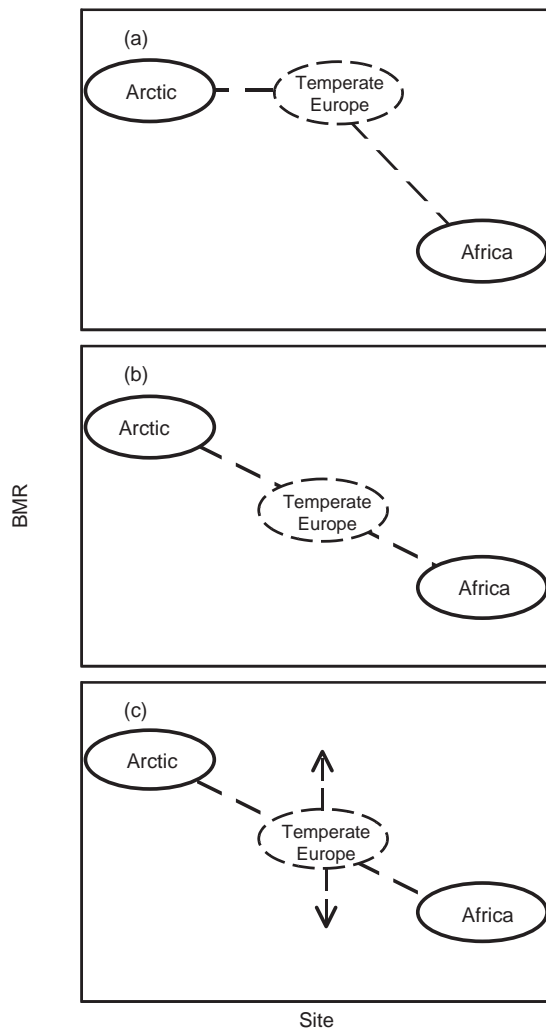 (a)
Arctic
Temperate
Europe
Africa
(b)
Arctic
Temperate
Europe
Africa
BMR
(c)
Arctic
Temperate
Europe
Africa
Site